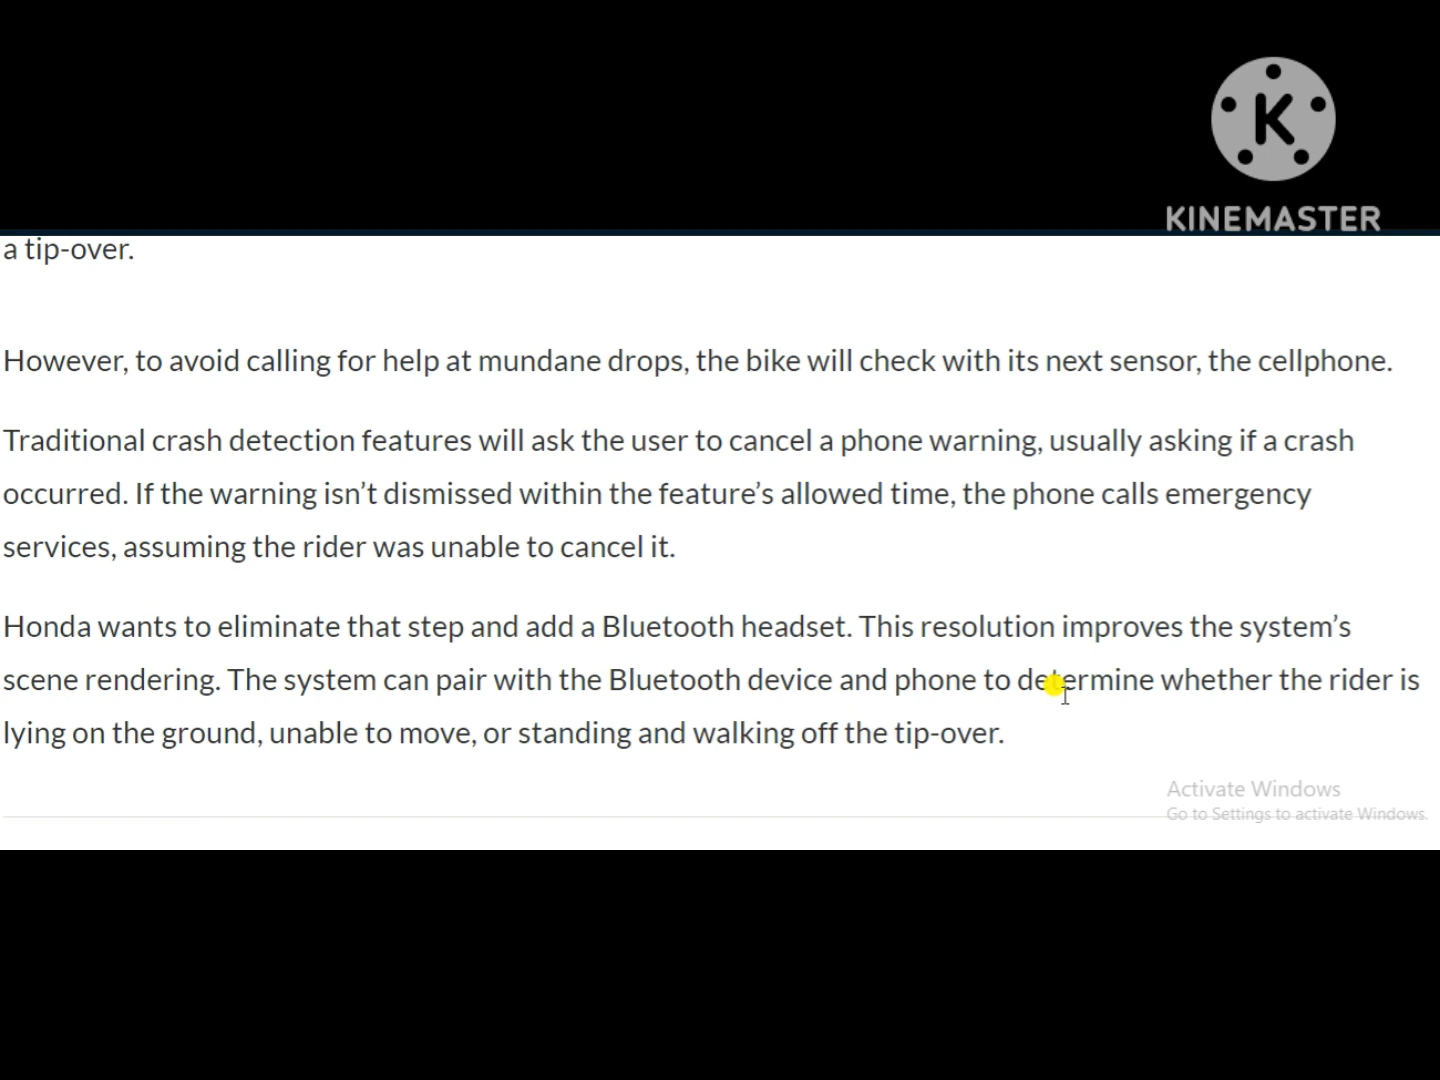 K
KINEMASTER
a tip-over.
However, to avoid calling for help at mundane drops, the bike will check with its next sensor, the cellphone.
Traditional crash detection features will ask the user to cancel a phone warning, usually asking if a crash
occurred. If the warning isn’t dismissed within the feature’s allowed time, the phone calls emergency
services, assuming the rider was unable to cancel it.
Honda wants to eliminate that step and add a Bluetooth headset. This resolution improves the system’s
scene rendering. The system can pair with the Bluetooth device and phone to determine whether the rider is
lying on the ground, unable to move, or standing and walking off the tip-over.
Activate Windows
Go to Settings to activate Windows.